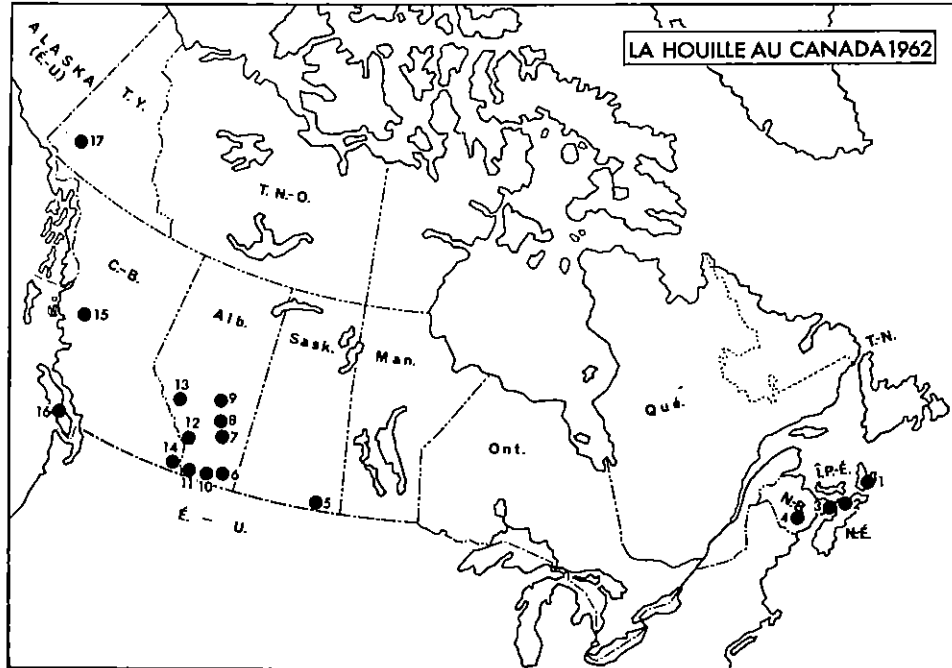 LA HOUILLE AU CANADA 1962
ALASKA
(É-U)
T. Y.
17
T. N.-O.
C.-B.
15
Alb.
Sask.
Man.
T.-N.
Qué.
13
9
16
8
12
7
Ont.
14
11
10
6
5
É. – U.
Î.P.-É.
1
N.-B.
4
3
2
N.-É.